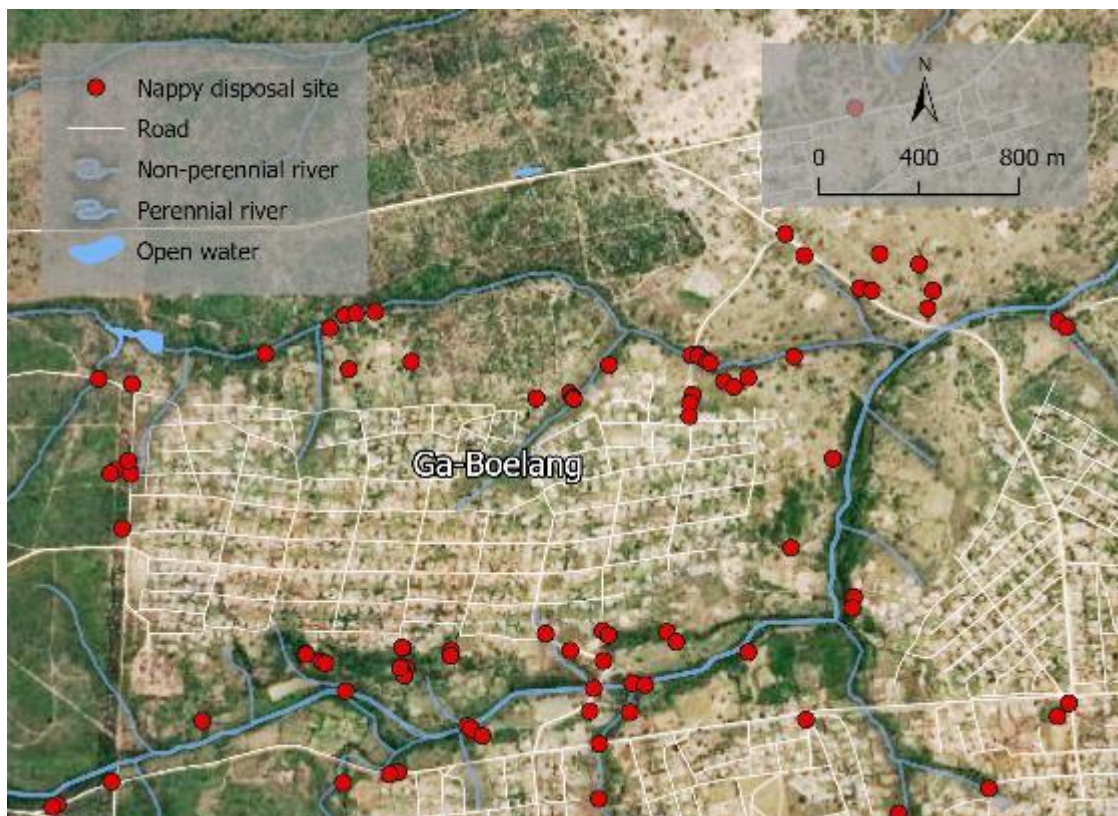 Nappy disposal site
Road
Non-perennial river
Perennial river
Open water
N
0 400 800 m
Ga-Boelang